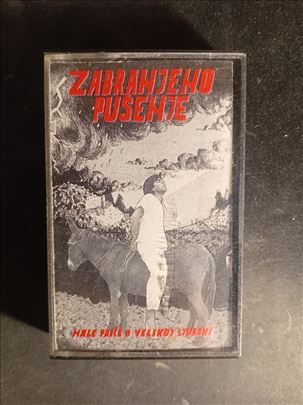 ZABRANJENO
PUŠENJE
MALE PRIČE O VELIKOJ LJUBAVI